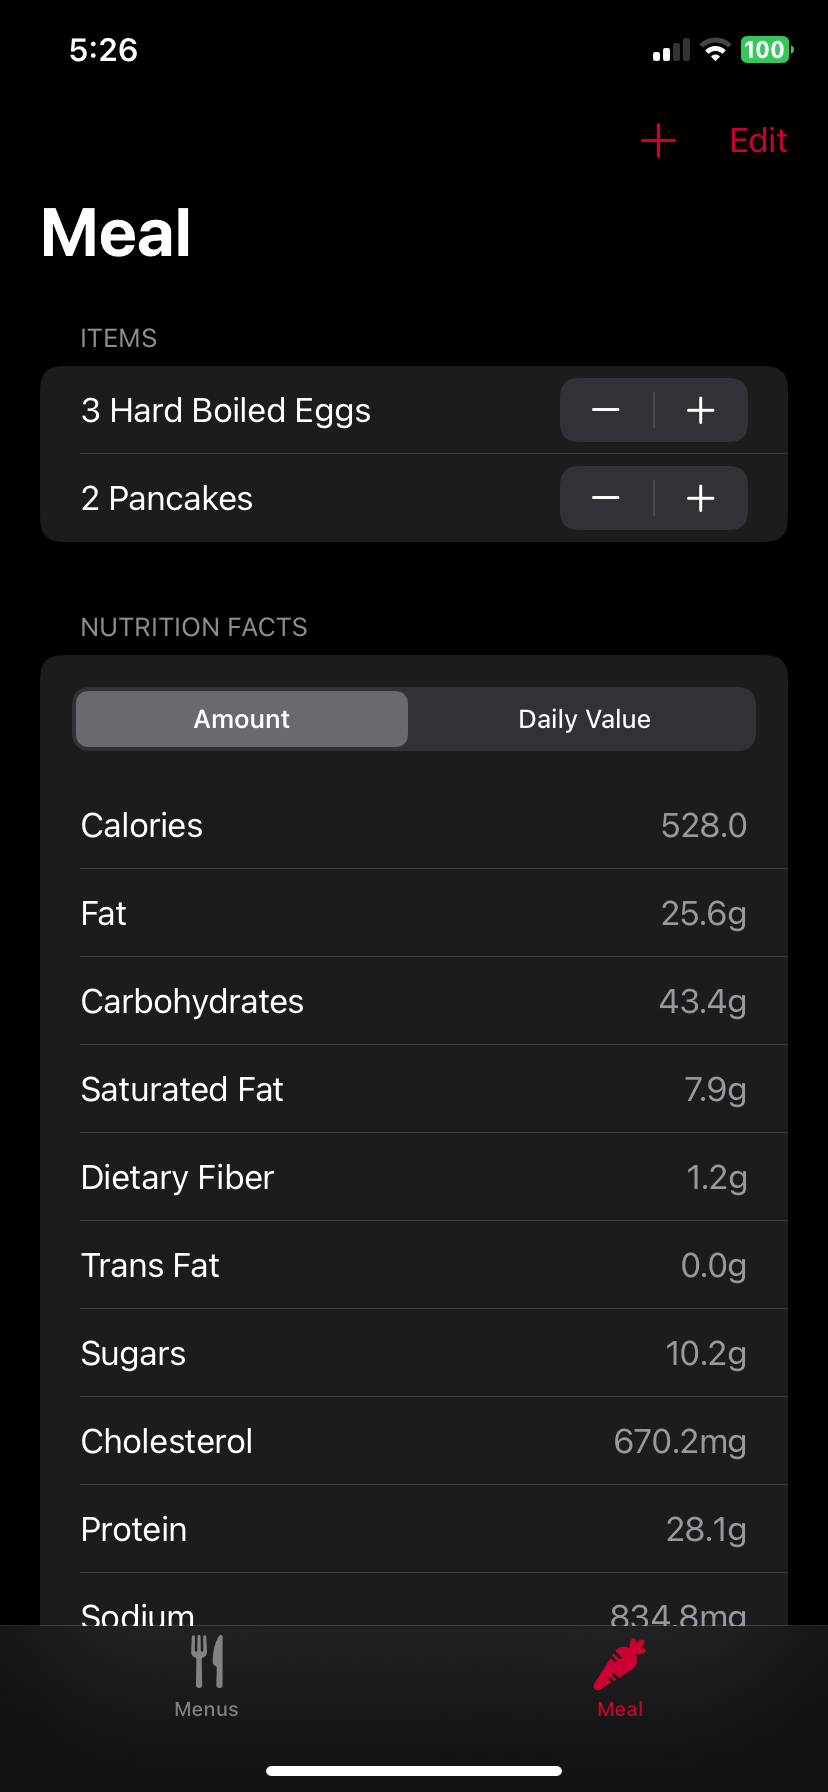 5:26
100
+ Edit
Meal
ITEMS
3 Hard Boiled Eggs − +
2 Pancakes − +
NUTRITION FACTS
Amount Daily Value
Calories 528.0
Fat 25.6g
Carbohydrates 43.4g
Saturated Fat 7.9g
Dietary Fiber 1.2g
Trans Fat 0.0g
Sugars 10.2g
Cholesterol 670.2mg
Protein 28.1g
Sodium 834.8mg
Menus Meal